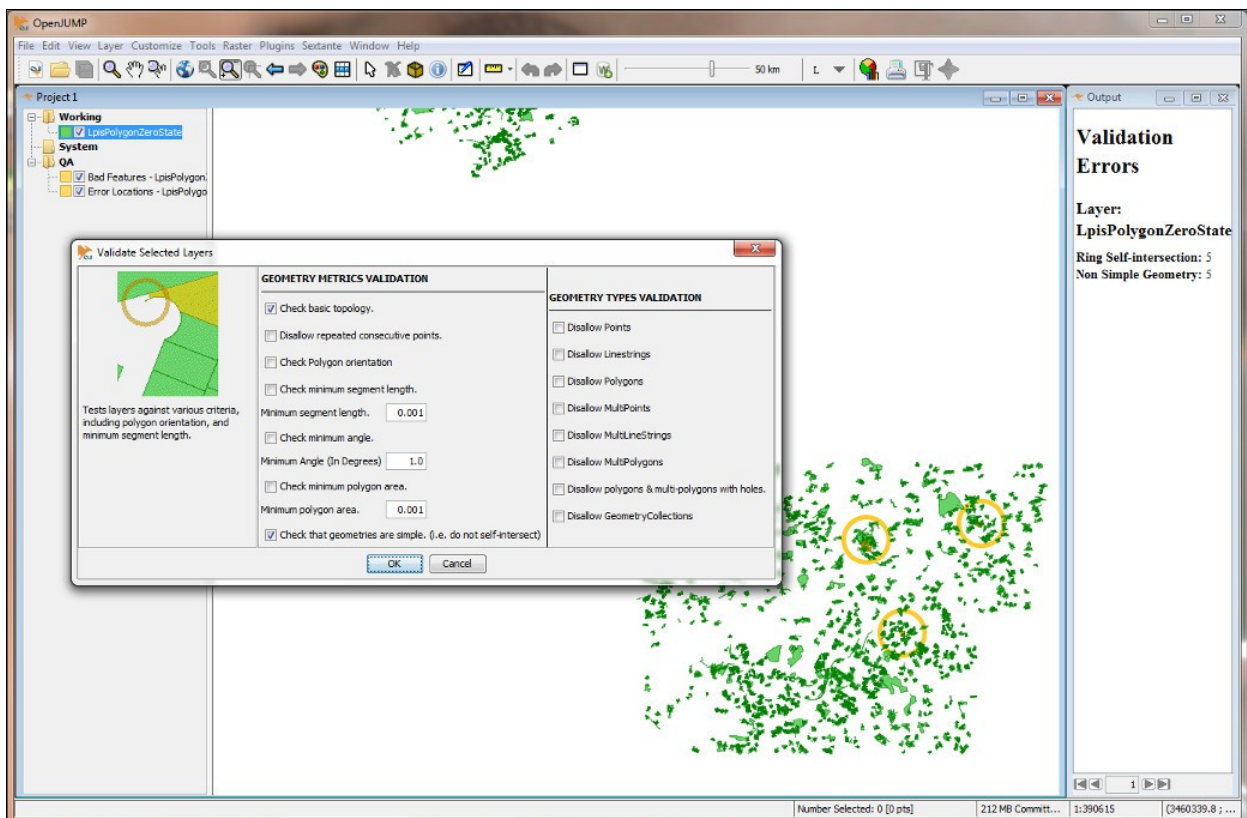 OpenJUMP
File Edit View Layer Customize Tools Raster Plugins Sextante Window Help
50 km
L
Project 1
Working
LpisPolygonZeroState
System
QA
Bad Features - LpisPolygon
Error Locations - LpisPolygo
Validate Selected Layers
Tests layers against various criteria,
including polygon orientation, and
minimum segment length.
GEOMETRY METRICS VALIDATION
Check basic topology.
Disallow repeated consecutive points.
Check Polygon orientation
Check minimum segment length.
Minimum segment length. 0.001
Check minimum angle.
Minimum Angle (In Degrees) 1.0
Check minimum polygon area.
Minimum polygon area. 0.001
Check that geometries are simple. (i.e. do not self-intersect)
GEOMETRY TYPES VALIDATION
Disallow Points
Disallow Linestrings
Disallow Polygons
Disallow MultiPoints
Disallow MultiLineStrings
Disallow MultiPolygons
Disallow polygons & multi-polygons with holes.
Disallow GeometryCollections
OK Cancel
Output
Validation
Errors
Layer:
LpisPolygonZeroState
Ring Self-intersection: 5
Non Simple Geometry: 5
1
Number Selected: 0 [0 pts] 212 MB Committ... 1:390615 (3460339.8 ; ...